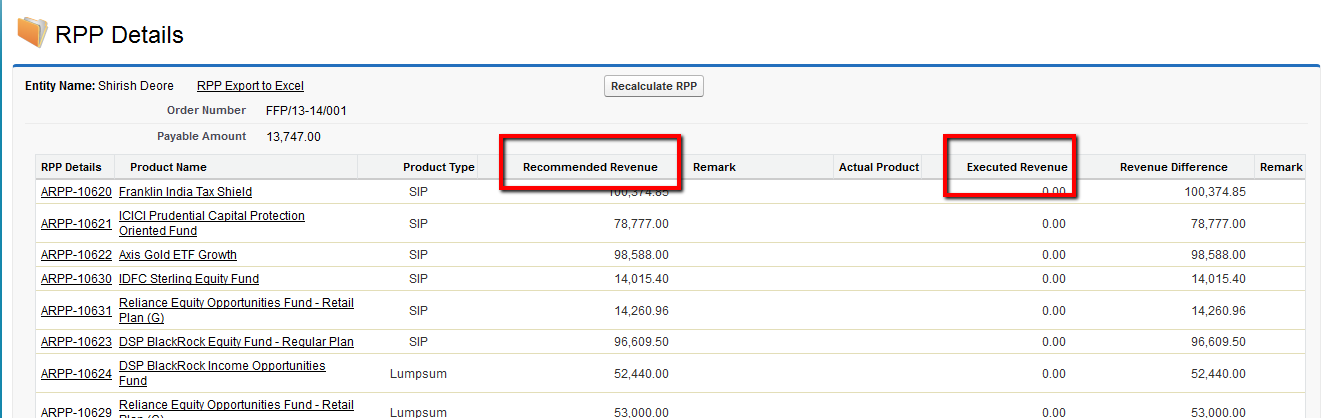 RPP Details
Entity Name: Shirish Deore RPP Export to Excel Recalculate RPP
Order Number FFP/13-14/001
Payable Amount 13,747.00
RPP Details Product Name Product Type Recommended Revenue Remark Actual Product Executed Revenue Revenue Difference Remark
ARPP-10620 Franklin India Tax Shield SIP 100,374.85 0.00 100,374.85
ARPP-10621 ICICI Prudential Capital Protection Oriented Fund SIP 78,777.00 0.00 78,777.00
ARPP-10622 Axis Gold ETF Growth SIP 98,588.00 0.00 98,588.00
ARPP-10630 IDFC Sterling Equity Fund SIP 14,015.40 0.00 14,015.40
ARPP-10631 Reliance Equity Opportunities Fund - Retail Plan (G) SIP 14,260.96 0.00 14,260.96
ARPP-10623 DSP BlackRock Equity Fund - Regular Plan SIP 96,609.50 0.00 96,609.50
ARPP-10624 DSP BlackRock Income Opportunities Fund Lumpsum 52,440.00 0.00 52,440.00
ARPP-10629 Reliance Equity Opportunities Fund - Retail Lumpsum 53,000.00 0.00 53,000.00